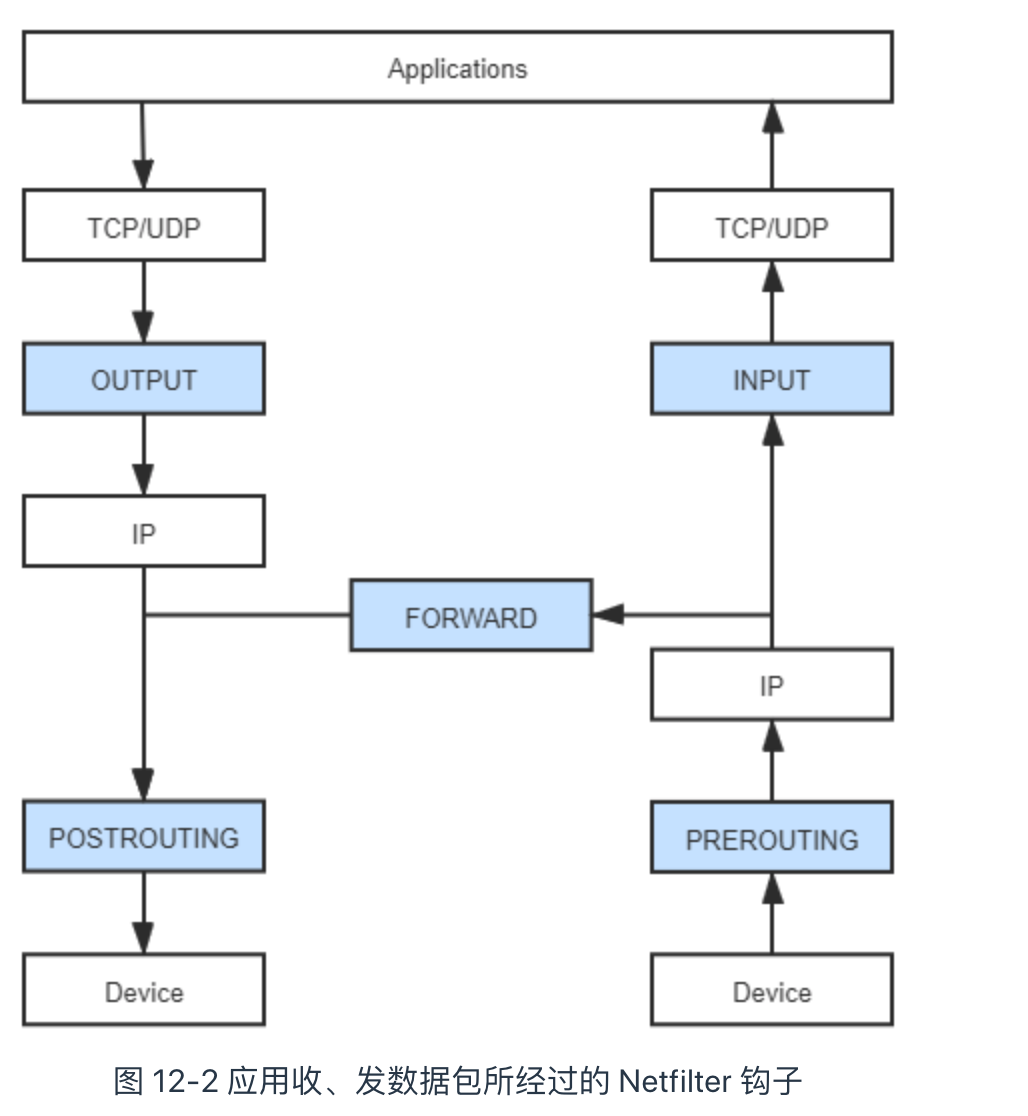 Applications
TCP/UDP
TCP/UDP
OUTPUT
INPUT
IP
FORWARD
IP
POSTROUTING
PREROUTING
Device
Device
图 12-2 应用收、发数据包所经过的 Netfilter 钩子